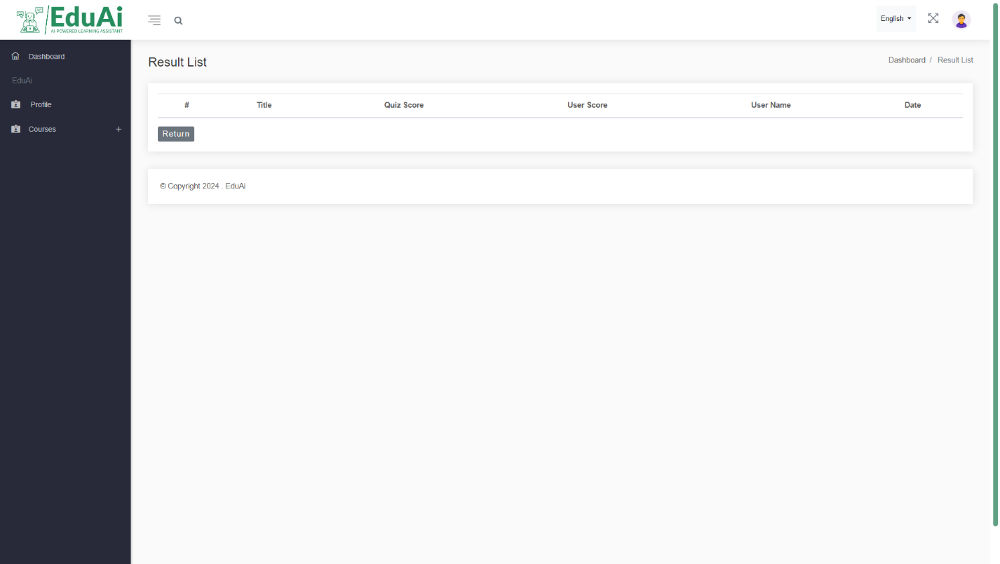 EduAi
AI-POWERED LEARNING ASSISTANT
English
Dashboard
EduAi
Profile
Courses
Result List
Dashboard / Result List
# Title Quiz Score User Score User Name Date
Return
© Copyright 2024 . EduAi